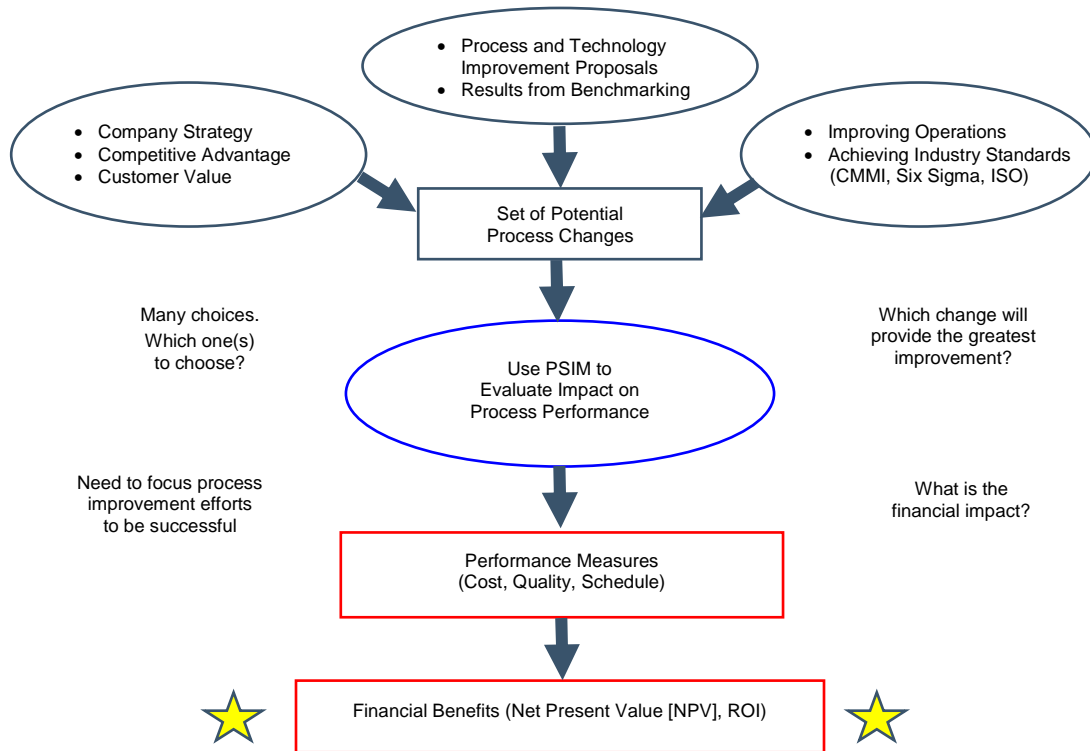 • Process and Technology
Improvement Proposals
• Results from Benchmarking
• Company Strategy
• Competitive Advantage
• Customer Value
• Improving Operations
• Achieving Industry Standards
(CMMI, Six Sigma, ISO)
Set of Potential
Process Changes
Many choices.
Which one(s)
to choose?
Which change will
provide the greatest
improvement?
Use PSIM to
Evaluate Impact on
Process Performance
Need to focus process
improvement efforts
to be successful
What is the
financial impact?
Performance Measures
(Cost, Quality, Schedule)
Financial Benefits (Net Present Value [NPV], ROI)